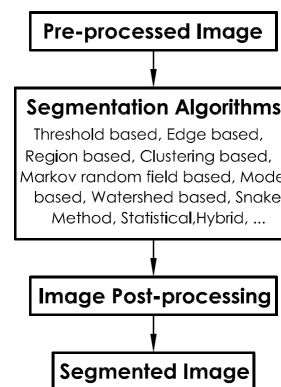 Pre-processed Image
Segmentation Algorithms
Threshold based, Edge based,
Region based, Clustering based,
Markov random field based, Mode
based, Watershed based, Snake
Method, Statistical,Hybrid, ...
Image Post-processing
Segmented Image